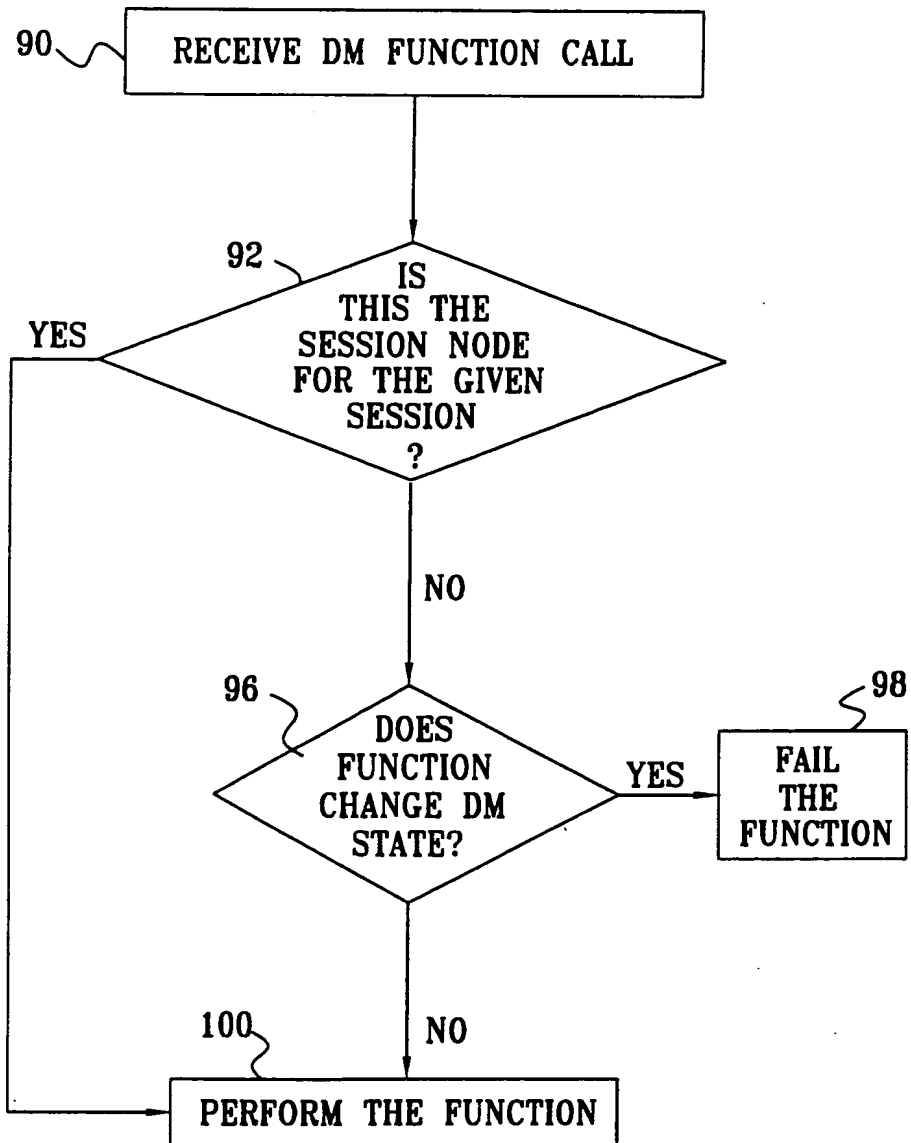 90
RECEIVE DM FUNCTION CALL
92
IS
THIS THE
SESSION NODE
FOR THE GIVEN
SESSION
?
YES
NO
96
DOES
FUNCTION
CHANGE DM
STATE?
YES
98
FAIL
THE
FUNCTION
NO
100
PERFORM THE FUNCTION